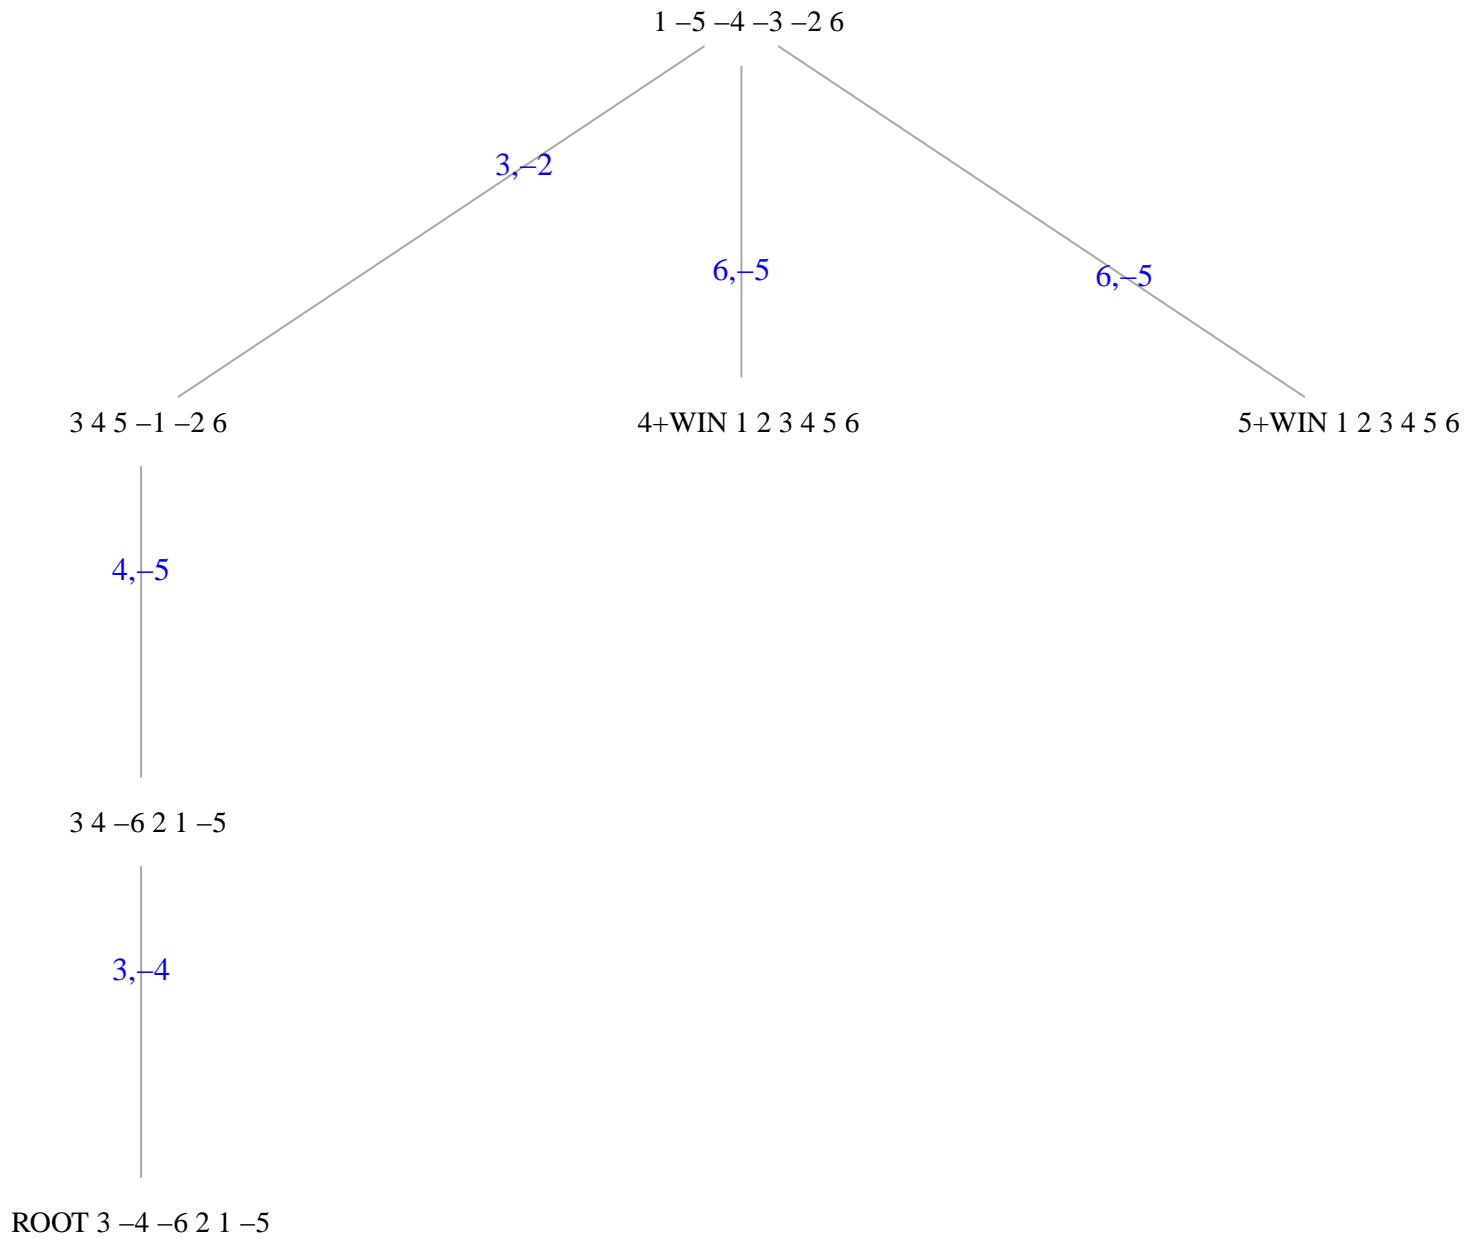 1 –5 –4 –3 –2 6
3,–2
6,–5
6,–5
3 4 5 –1 –2 6
4+WIN 1 2 3 4 5 6
5+WIN 1 2 3 4 5 6
4,–5
3 4 –6 2 1 –5
3,–4
ROOT 3 –4 –6 2 1 –5